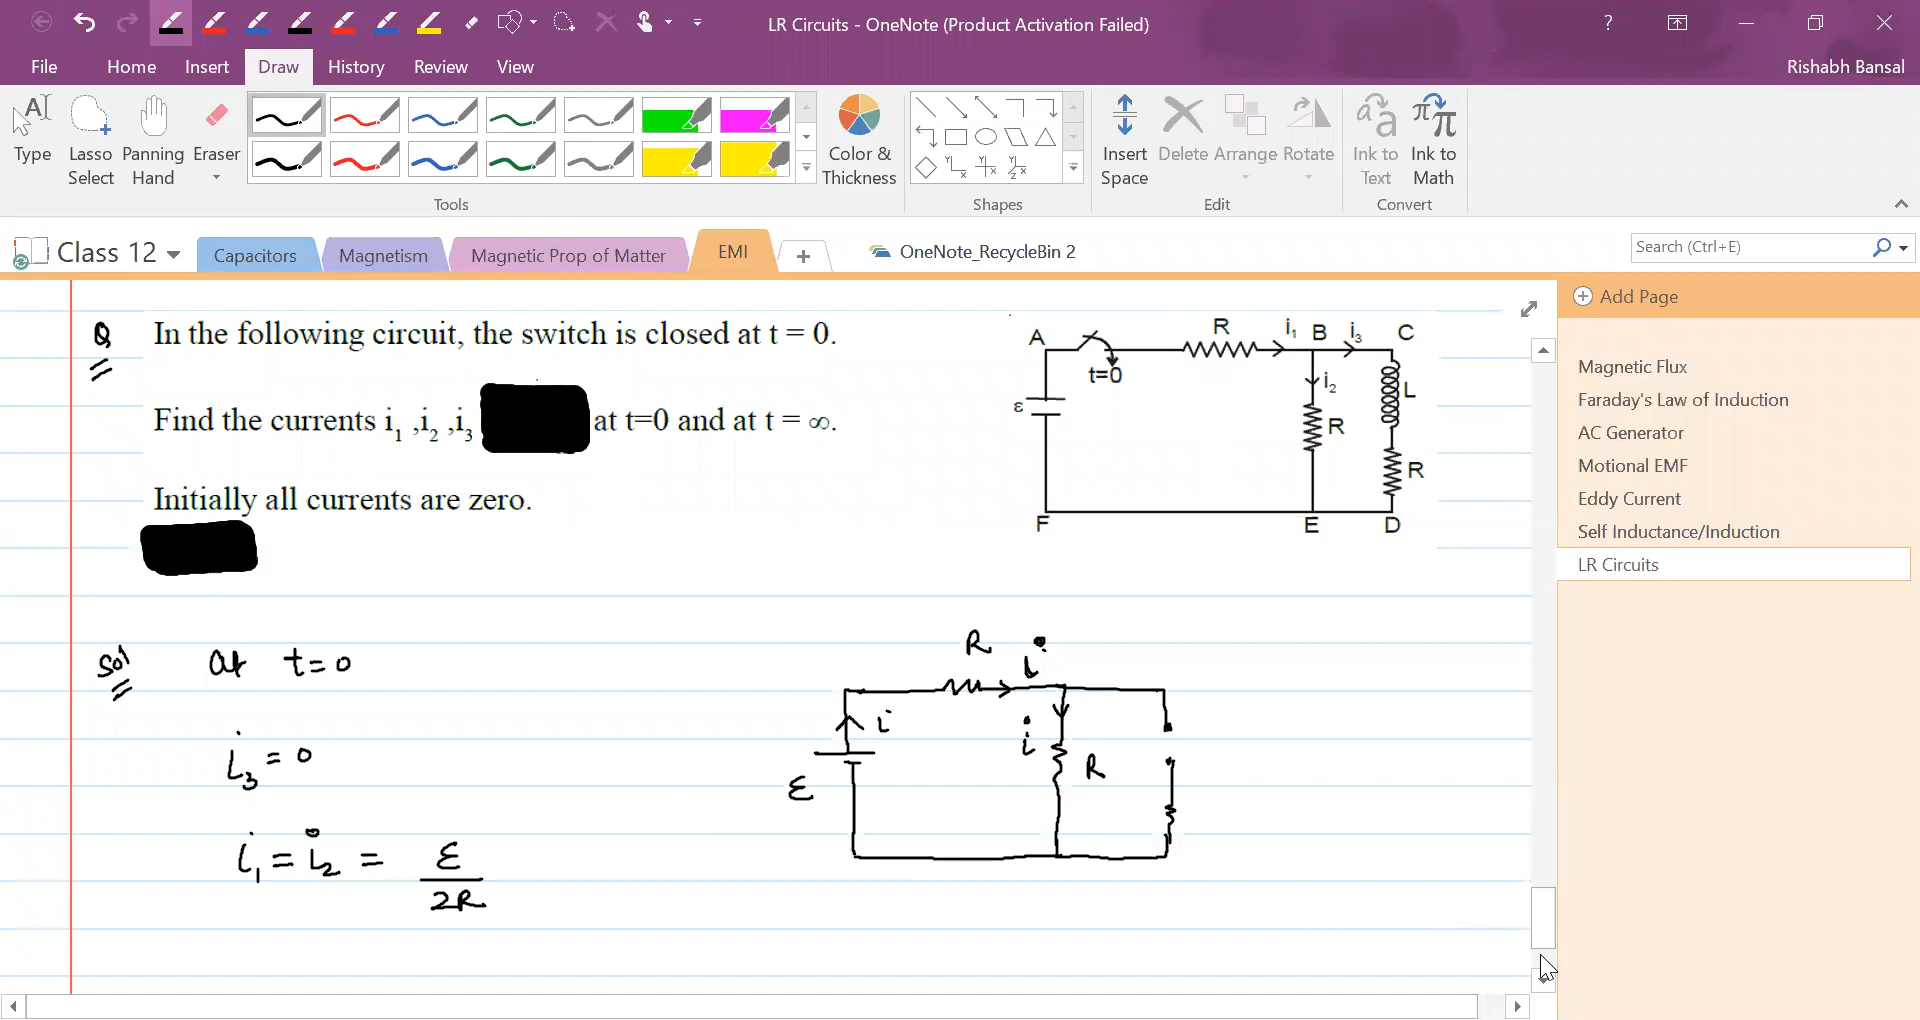 LR Circuits - OneNote (Product Activation Failed)
?
File Home Insert Draw History Review View
Rishabh Bansal
Type
Lasso Select
Panning Hand
Eraser
Color & Thickness
Insert Space
Delete
Arrange
Rotate
Ink to Text
Ink to Math
Tools
Shapes
Edit
Convert
Class 12
Capacitors
Magnetism
Magnetic Prop of Matter
EMI
+
OneNote_RecycleBin 2
Search (Ctrl+E)
Add Page
Magnetic Flux
Faraday's Law of Induction
AC Generator
Motional EMF
Eddy Current
Self Inductance/Induction
LR Circuits
Q In the following circuit, the switch is closed at t = 0.
Find the currents i₁ ,i₂ ,i₃ at t=0 and at t = ∞.
Initially all currents are zero.
A t=0 R i₁ B i₃ C
ε i₂ R L R
F E D
Sol at t=0
i₃ = 0
i₁ = i₂ = ε/2R
R i
i i R
ε